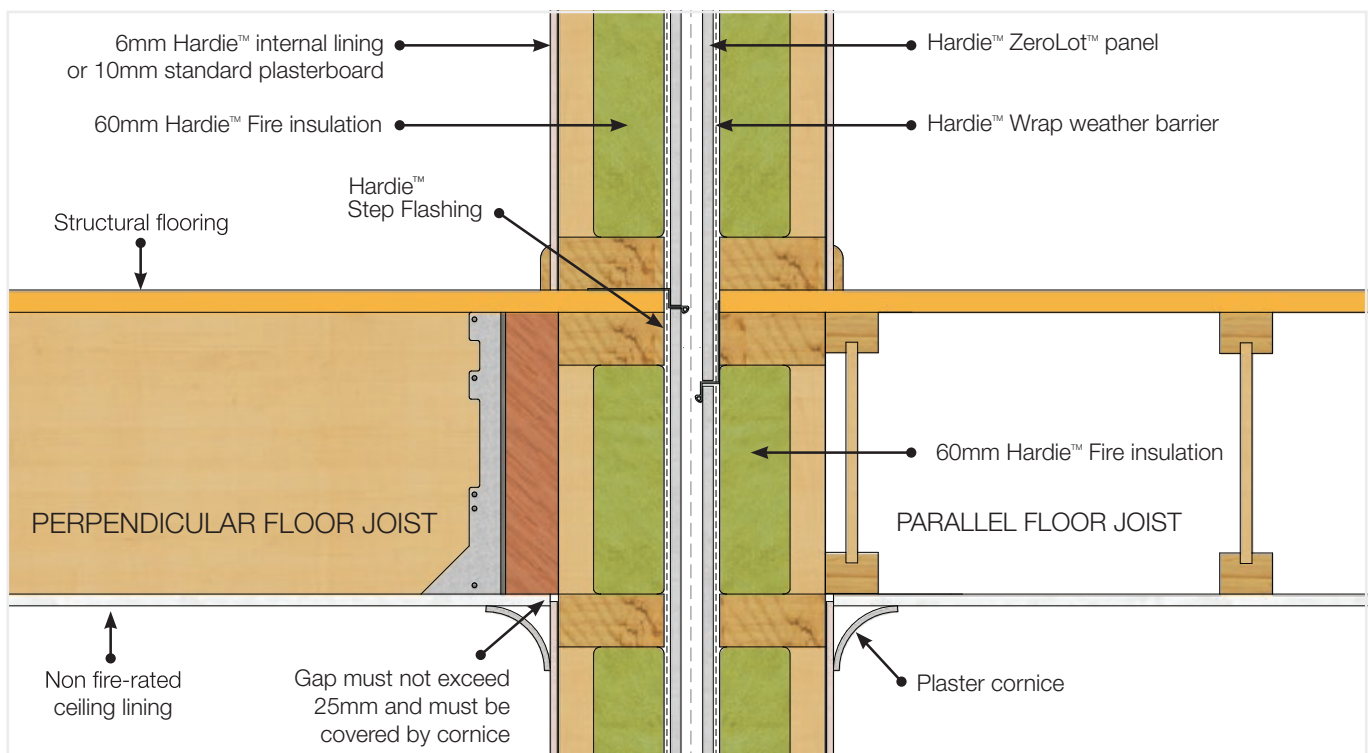 6mm Hardie™ internal lining
or 10mm standard plasterboard
Hardie™ ZeroLot™ panel
60mm Hardie™ Fire insulation
Hardie™ Wrap weather barrier
Hardie™
Step Flashing
Structural flooring
60mm Hardie™ Fire insulation
PERPENDICULAR FLOOR JOIST
PARALLEL FLOOR JOIST
Non fire-rated
ceiling lining
Gap must not exceed
25mm and must be
covered by cornice
Plaster cornice